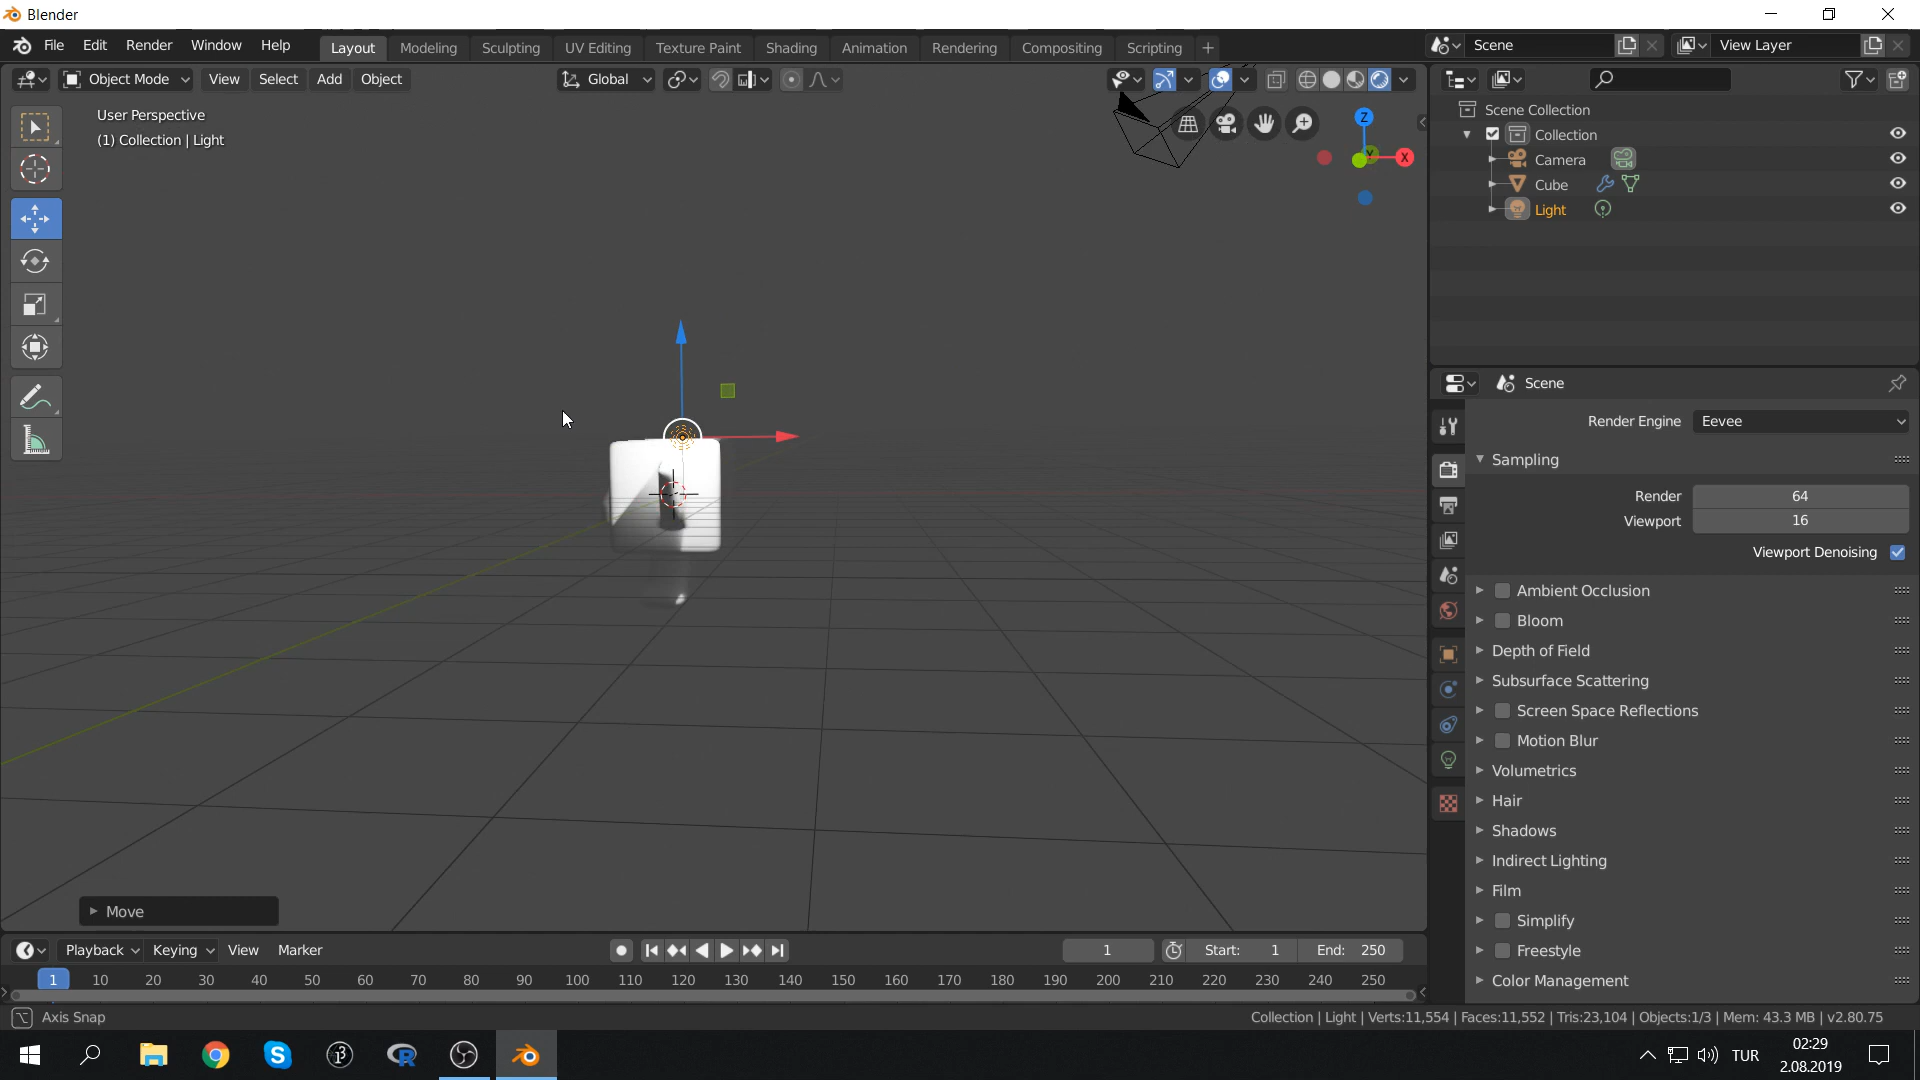 Blender
File Edit Render Window Help Layout Modeling Sculpting UV Editing Texture Paint Shading Animation Rendering Compositing Scripting + Scene View Layer
Object Mode View Select Add Object Global
User Perspective
(1) Collection | Light
Z
Y
X
Scene Collection
Collection
Camera
Cube
Light
Scene
Render Engine Eevee
Sampling
Render 64
Viewport 16
Viewport Denoising
Ambient Occlusion
Bloom
Depth of Field
Subsurface Scattering
Screen Space Reflections
Motion Blur
Volumetrics
Hair
Shadows
Indirect Lighting
Film
Simplify
Freestyle
Color Management
Move
Playback Keying View Marker 1 Start: 1 End: 250
1 10 20 30 40 50 60 70 80 90 100 110 120 130 140 150 160 170 180 190 200 210 220 230 240 250
Axis Snap
Collection | Light | Verts:11,554 | Faces:11,552 | Tris:23,104 | Objects:1/3 | Mem: 43.3 MB | v2.80.75
TUR
02:29
2.08.2019